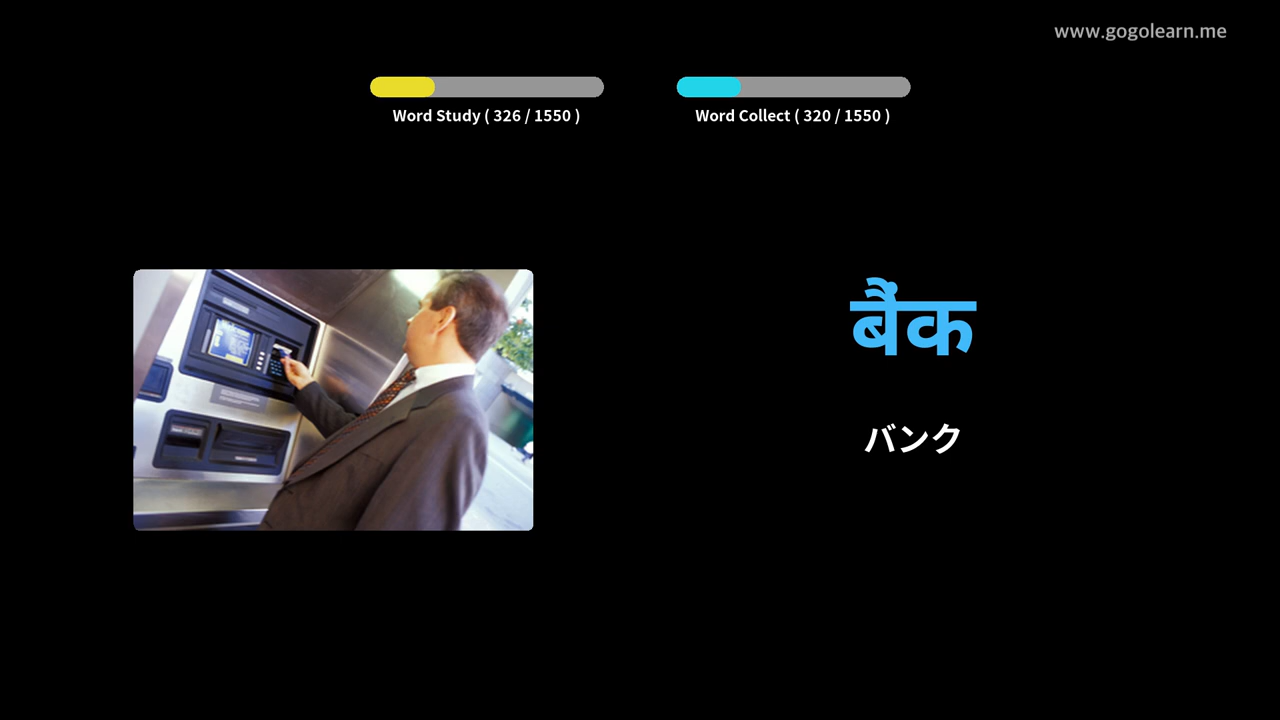 www.gogolearn.me
Word Study ( 326 / 1550 )
Word Collect ( 320 / 1550 )
बैंक
バンク